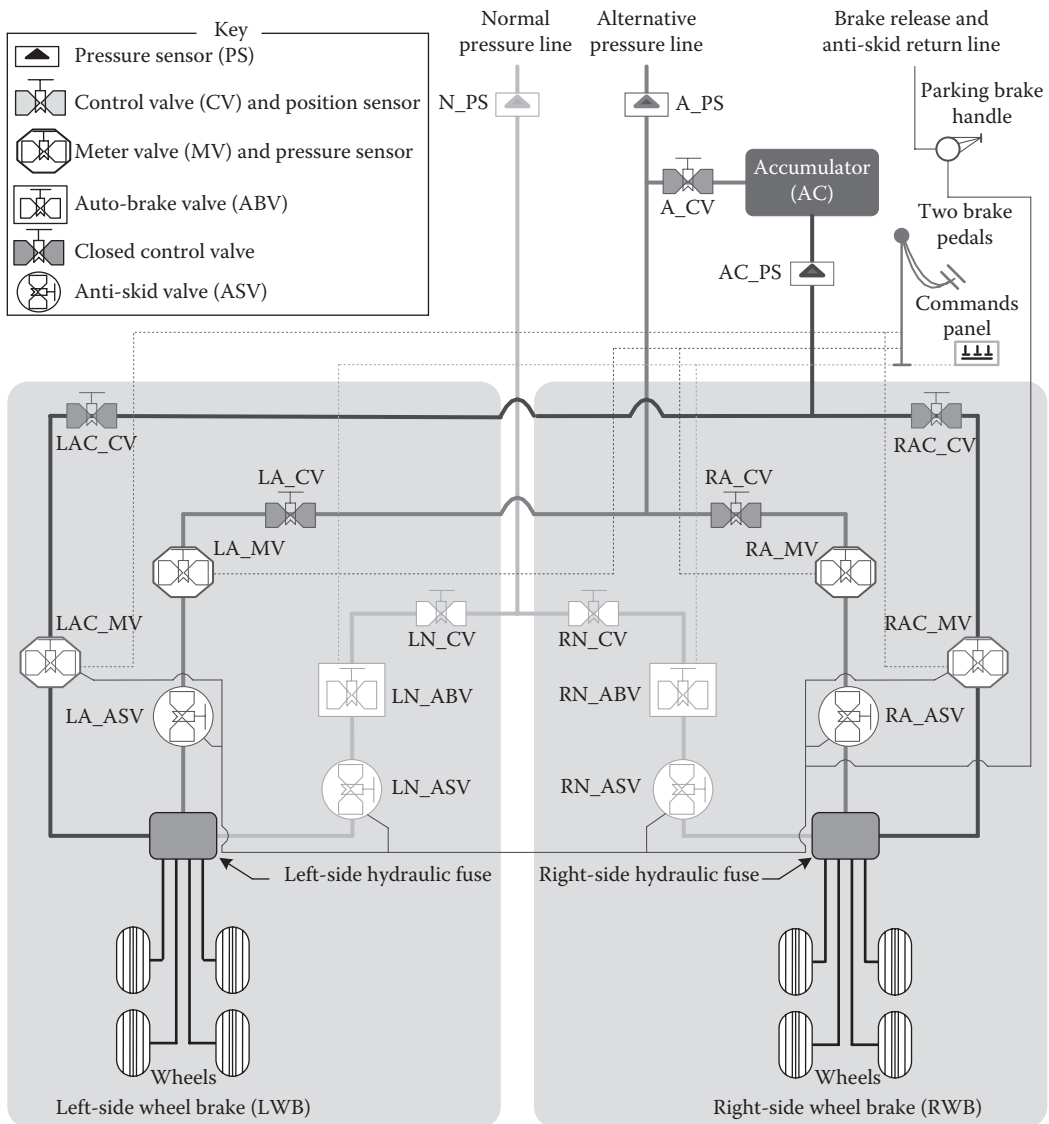 Key
Pressure sensor (PS)
Control valve (CV) and position sensor
Meter valve (MV) and pressure sensor
Auto-brake valve (ABV)
Closed control valve
Anti-skid valve (ASV)
Normal
pressure line
Alternative
pressure line
Brake release and
anti-skid return line
N_PS
A_PS
Parking brake
handle
Accumulator
(AC)
A_CV
Two brake
pedals
AC_PS
Commands
panel
LAC_CV
RAC_CV
LA_CV
RA_CV
LA_MV
RA_MV
LAC_MV
LN_CV
RN_CV
RAC_MV
LN_ABV
RN_ABV
LA_ASV
RA_ASV
LN_ASV
RN_ASV
Left-side hydraulic fuse
Right-side hydraulic fuse
Wheels
Wheels
Left-side wheel brake (LWB)
Right-side wheel brake (RWB)